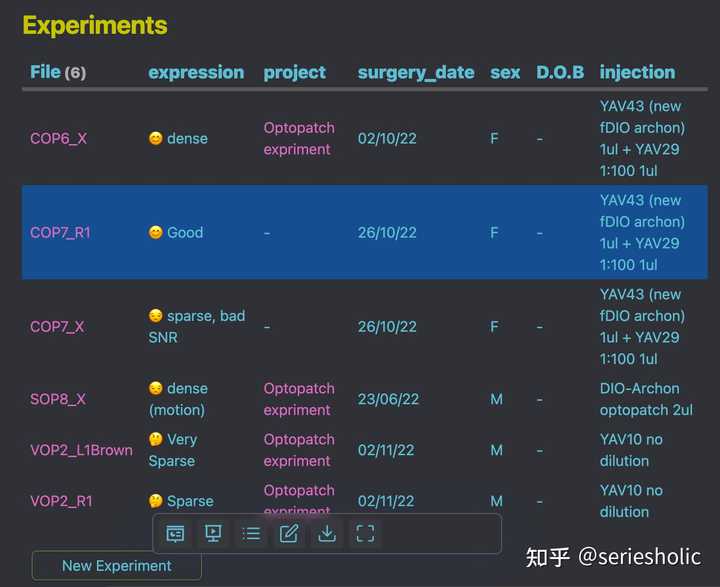 Experiments
File (6) expression project surgery_date sex D.O.B injection
YAV43 (new
Optopatch fDIO archon)
COP6_X 😊 dense 02/10/22 F -
expriment 1ul + YAV29
1:100 1ul
YAV43 (new
fDIO archon)
COP7_R1 😊 Good - 26/10/22 F -
1ul + YAV29
1:100 1ul
YAV43 (new
😔 sparse, bad fDIO archon)
COP7_X - 26/10/22 F -
SNR 1ul + YAV29
1:100 1ul
😔 dense Optopatch DIO-Archon
SOP8_X 23/06/22 M -
(motion) expriment optopatch 2ul
🤔 Very Optopatch YAV10 no
VOP2_L1Brown 02/11/22 M -
Sparse expriment dilution
Optopatch YAV10 no
VOP2_R1 🤔 Sparse 02/11/22 M -
expriment dilution
New Experiment
知乎 @seriesholic